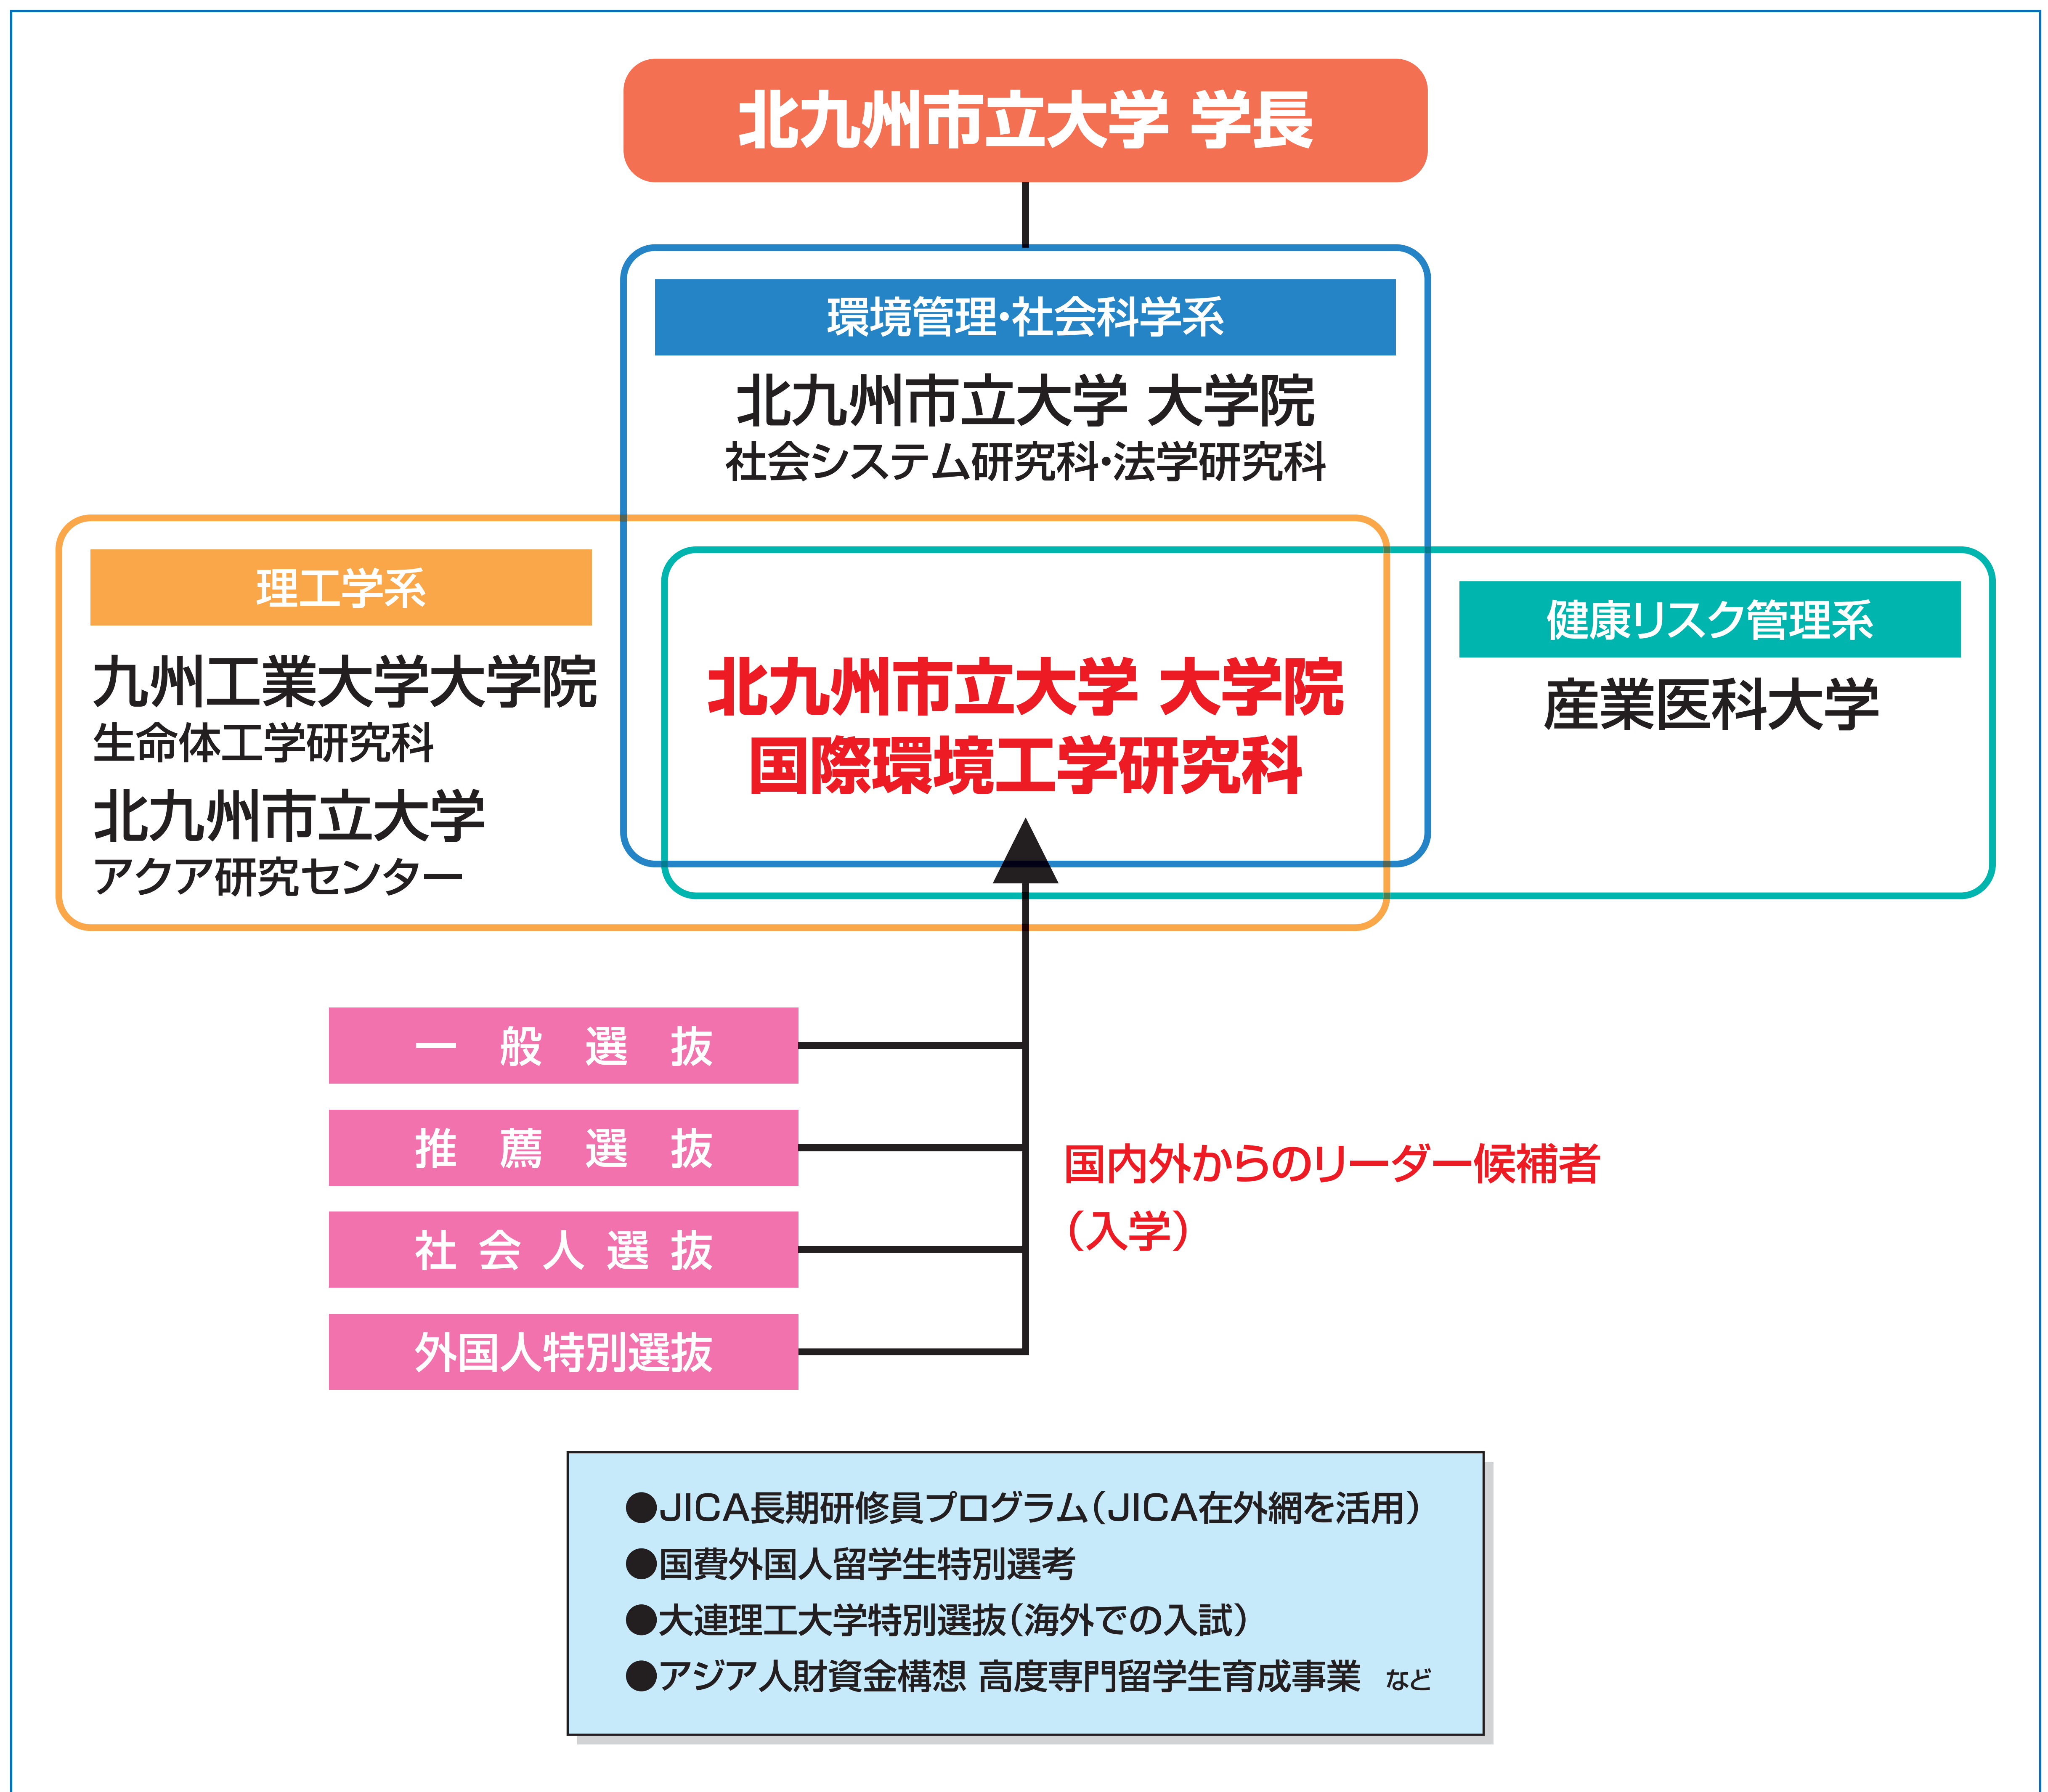 北九州市立大学 学長
環境管理・社会科学系
北九州市立大学 大学院
社会システム研究科・法学研究科
理工学系
九州工業大学大学院
生命体工学研究科
北九州市立大学
アクア研究センター
北九州市立大学 大学院
国際環境工学研究科
健康リスク管理系
産業医科大学
一般選抜
推薦選抜
社会人選抜
外国人特別選抜
国内外からのリーダー候補者
（入学）
●JICA長期研修員プログラム（JICA在外網を活用）
●国費外国人留学生特別選考
●大連理工大学特別選抜（海外での入試）
●アジア人財資金構想 高度専門留学生育成事業 など